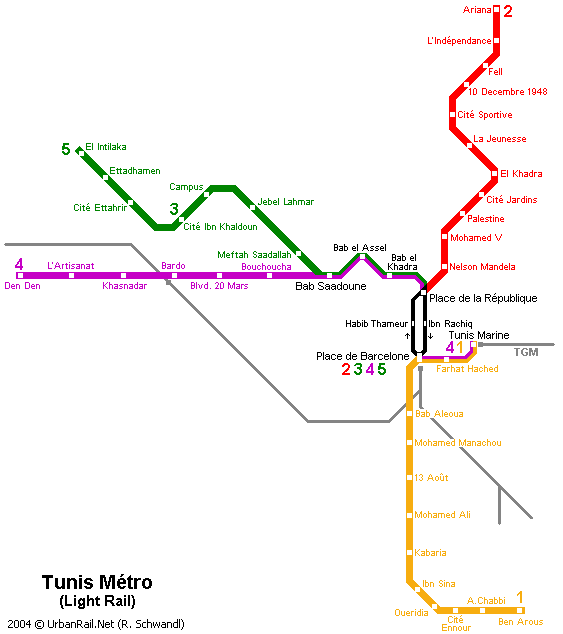 Ariana 2
L'Indépendance
Fell
10 Decembre 1948
Cité Sportive
La Jeunesse
El Khadra
Cité Jardins
Palestine
Mohamed V
Nelson Mandela
5 El Intilaka
Ettadhamen
Cité Ettahrir
3
Cité Ibn Khaldoun
Campus
Jebel Lahmar
Meftah Saadallah
4
Den Den
L'Artisanat
Khasnadar
Bardo
Blvd. 20 Mars
Bouchoucha
Bab Saadoune
Bab el Assel
Bab el
Khadra
Place de la République
Habib Thameur
Ibn Rachiq
↑ ↓
Tunis Marine
TGM
Place de Barcelone
2 3 4 5
4 1
Farhat Hached
Bab Aleoua
Mohamed Manachou
13 Août
Mohamed Ali
Kabaria
Ibn Sina
Oueridia
Cité
Ennour
A.Chabbi
1
Ben Arous
Tunis Métro
(Light Rail)
2004 © UrbanRail.Net (R. Schwandl)